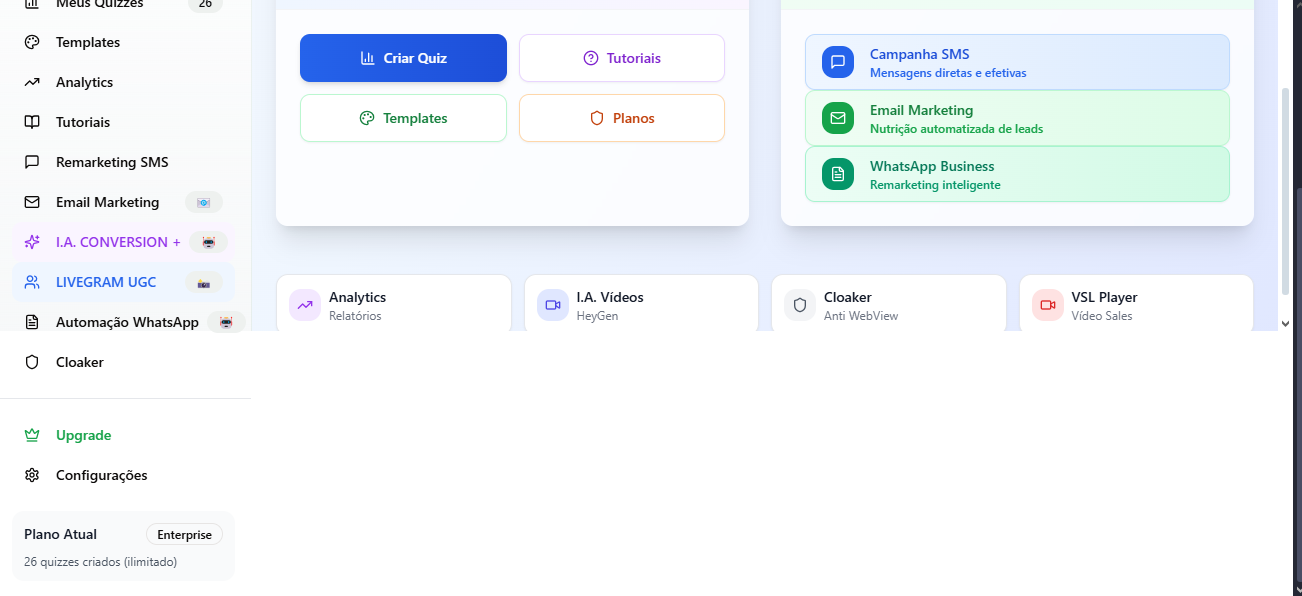 Meus Quizzes
26
Templates
Analytics
Tutoriais
Remarketing SMS
Email Marketing
I.A. CONVERSION +
LIVEGRAM UGC
Automação WhatsApp
Cloaker
Upgrade
Configurações
Plano Atual
Enterprise
26 quizzes criados (ilimitado)
Criar Quiz
Tutoriais
Templates
Planos
Campanha SMS
Mensagens diretas e efetivas
Email Marketing
Nutrição automatizada de leads
WhatsApp Business
Remarketing inteligente
Analytics
Relatórios
I.A. Vídeos
HeyGen
Cloaker
Anti WebView
VSL Player
Vídeo Sales